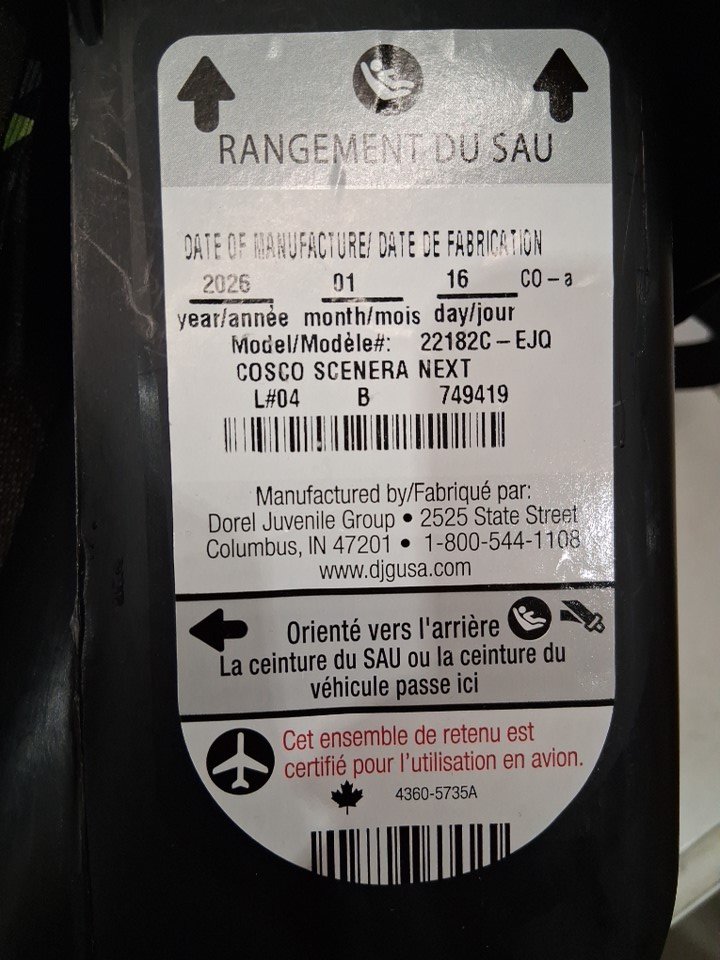 RANGEMENT DU SAU
DATE OF MANUFACTURE/ DATE DE FABRICATION
2026 01 16 CO – a
year/année month/mois day/jour
Model/Modèle#: 22182C – EJQ
COSCO SCENERA NEXT
L#04 B 749419
Manufactured by/Fabriqué par:
Dorel Juvenile Group • 2525 State Street
Columbus, IN 47201 • 1-800-544-1108
www.djgusa.com
Orienté vers l'arrière
La ceinture du SAU ou la ceinture du
véhicule passe ici
Cet ensemble de retenu est
certifié pour l'utilisation en avion.
4360-5735A